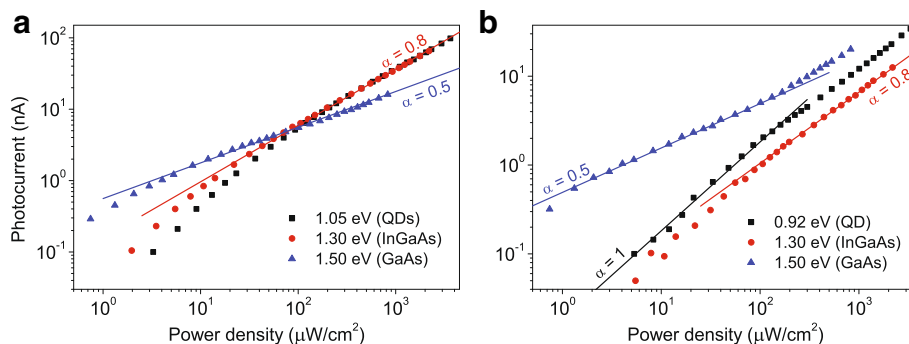 a
b
10²
10¹
10⁰
10⁻¹
Photocurrent (nA)
α = 0.8
α = 0.5
1.05 eV (QDs)
1.30 eV (InGaAs)
1.50 eV (GaAs)
10⁰ 10¹ 10² 10³
Power density (μW/cm²)
10¹
10⁰
10⁻¹
α = 0.5
α = 0.8
α = 1
0.92 eV (QD)
1.30 eV (InGaAs)
1.50 eV (GaAs)
10⁰ 10¹ 10² 10³
Power density (μW/cm²)